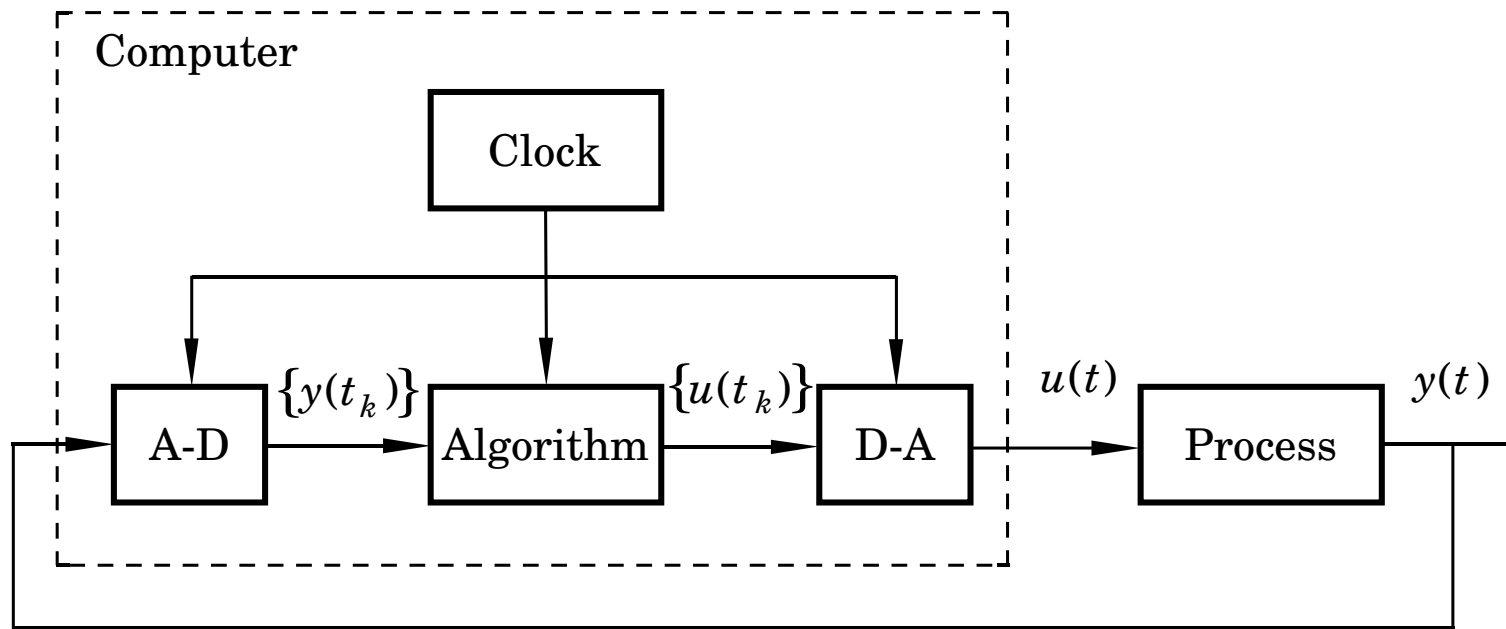 Computer
Clock
{y(t_k)}
{u(t_k)}
u(t)
y(t)
A-D
Algorithm
D-A
Process